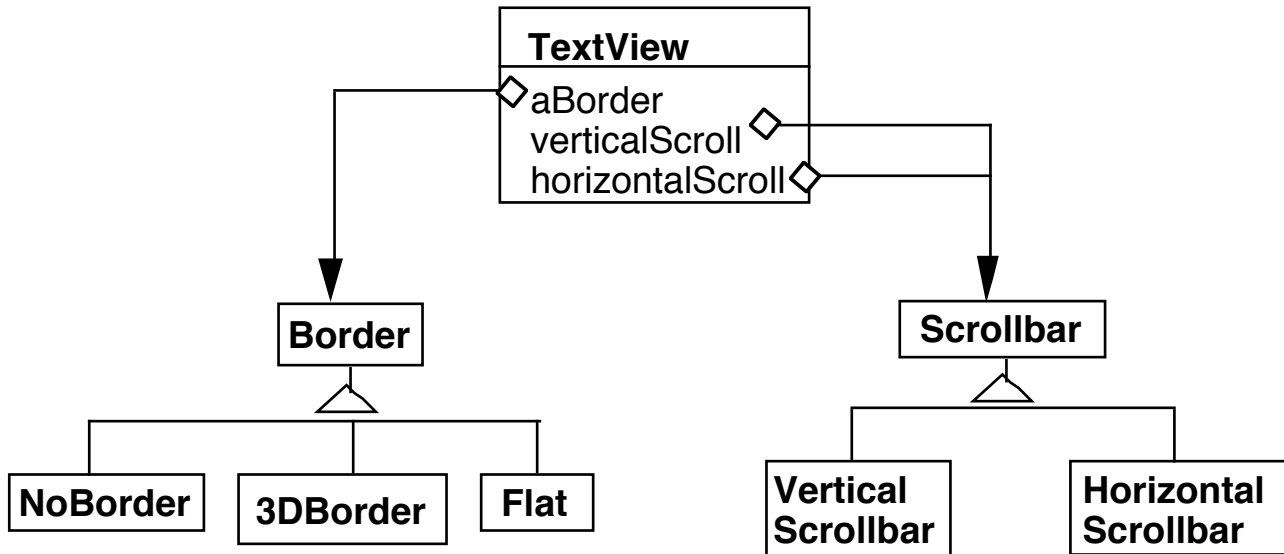 TextView
aBorder
verticalScroll
horizontalScroll
Border
Scrollbar
NoBorder
3DBorder
Flat
Vertical
Scrollbar
Horizontal
Scrollbar